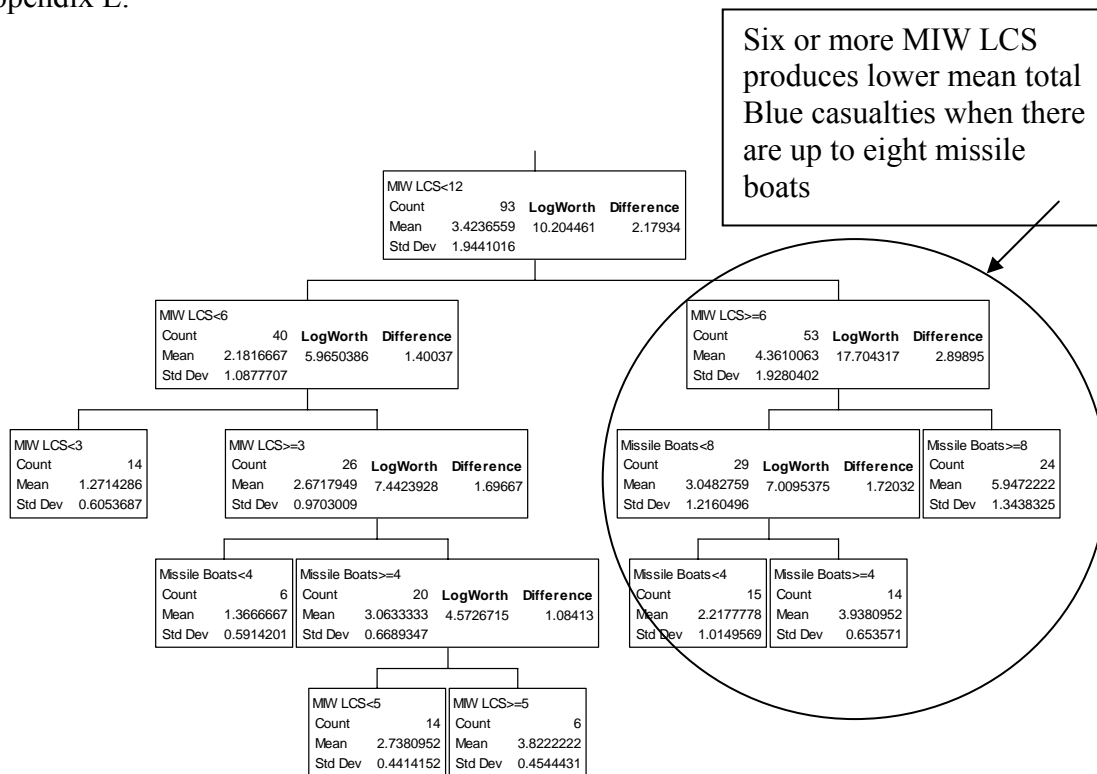 ppendix E.
Six or more MIW LCS
produces lower mean total
Blue casualties when there
are up to eight missile
boats
MIW LCS<12
Count 93 LogWorth Difference
Mean 3.4236559 10.204461 2.17934
Std Dev 1.9441016
MIW LCS<6
Count 40 LogWorth Difference
Mean 2.1816667 5.9650386 1.40037
Std Dev 1.0877707
MIW LCS>=6
Count 53 LogWorth Difference
Mean 4.3610063 17.704317 2.89895
Std Dev 1.9280402
MIW LCS<3
Count 14
Mean 1.2714286
Std Dev 0.6053687
MIW LCS>=3
Count 26 LogWorth Difference
Mean 2.6717949 7.4423928 1.69667
Std Dev 0.9703009
Missile Boats<8
Count 29 LogWorth Difference
Mean 3.0482759 7.0095375 1.72032
Std Dev 1.2160496
Missile Boats>=8
Count 24
Mean 5.9472222
Std Dev 1.3438325
Missile Boats<4
Count 6
Mean 1.3666667
Std Dev 0.5914201
Missile Boats>=4
Count 20 LogWorth Difference
Mean 3.0633333 4.5726715 1.08413
Std Dev 0.6689347
Missile Boats<4
Count 15
Mean 2.2177778
Std Dev 1.0149569
Missile Boats>=4
Count 14
Mean 3.9380952
Std Dev 0.653571
MIW LCS<5
Count 14
Mean 2.7380952
Std Dev 0.4414152
MIW LCS>=5
Count 6
Mean 3.8222222
Std Dev 0.4544431